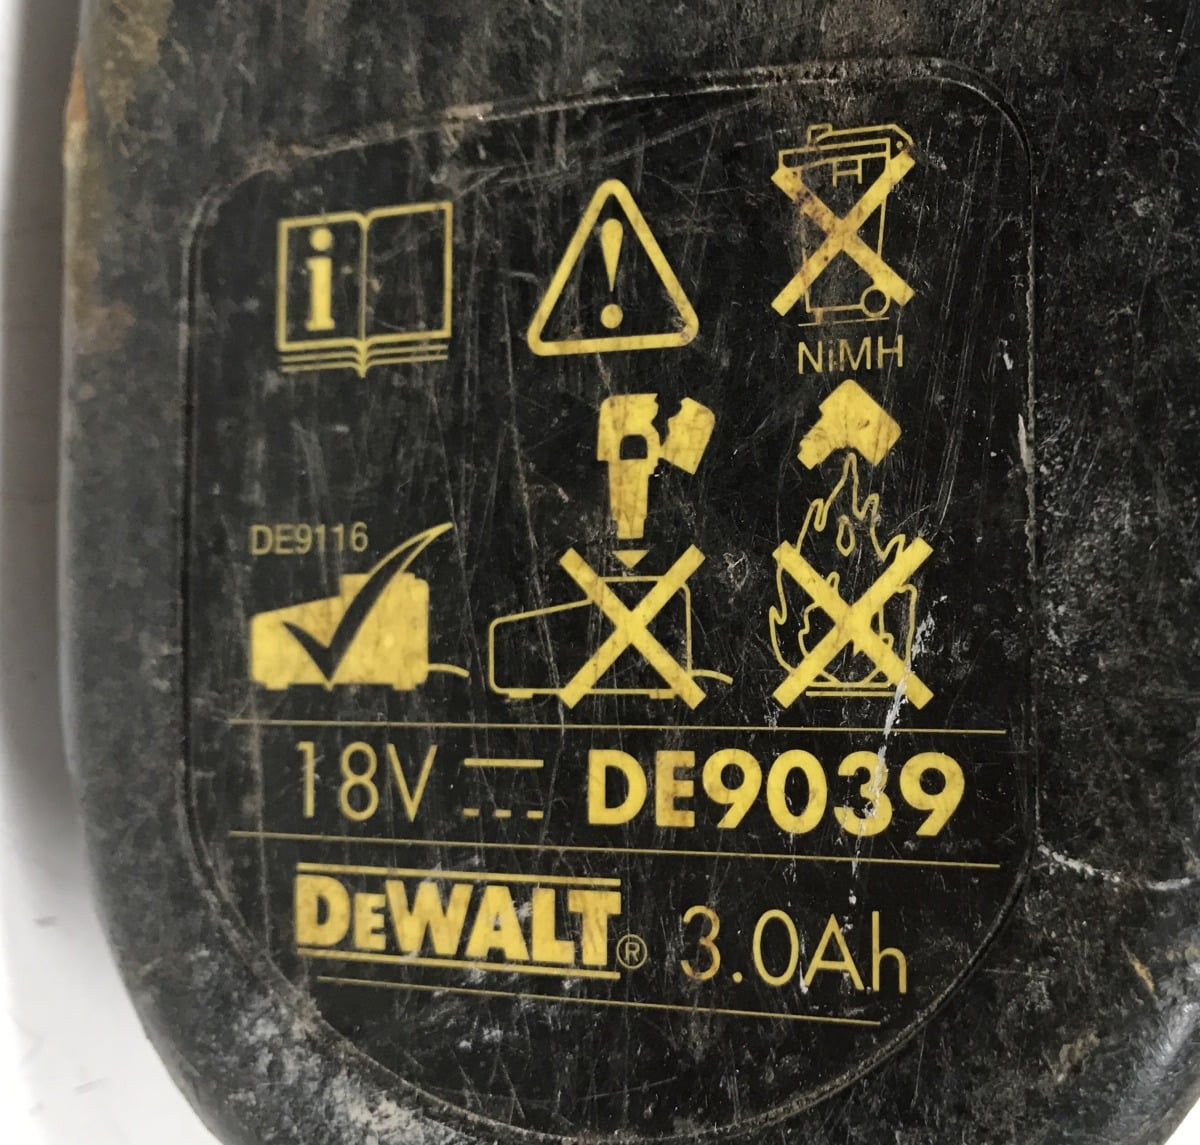 i
!
NiMH
DE9116
18V DE9039
DEWALT® 3.0Ah